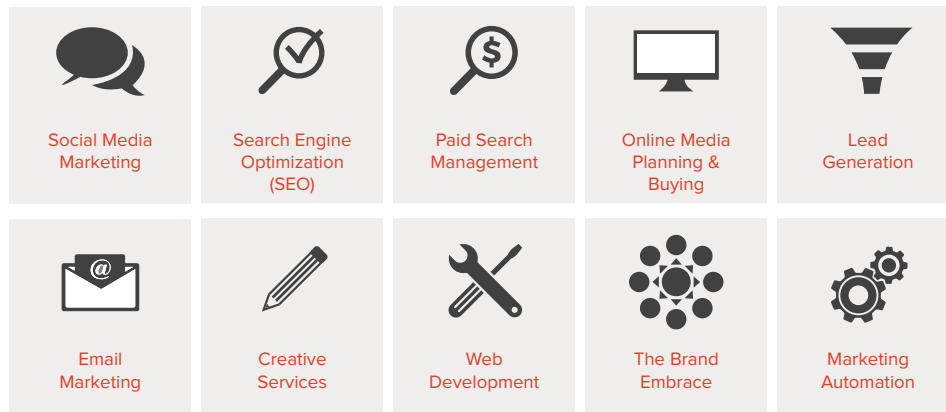 Social Media
Marketing
Search Engine
Optimization
(SEO)
$
Paid Search
Management
Online Media
Planning &
Buying
Lead
Generation
@
Email
Marketing
Creative
Services
Web
Development
The Brand
Embrace
Marketing
Automation